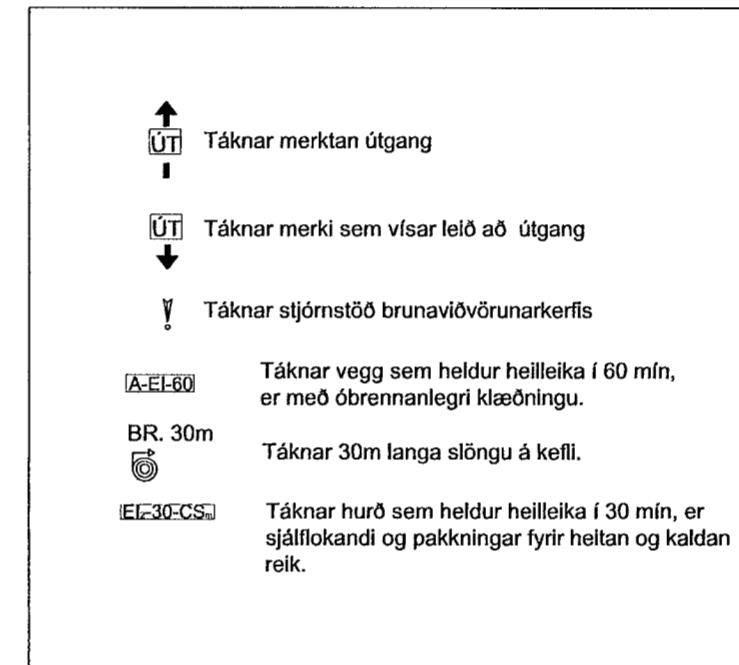 ÚT Táknar merktan útgang
ÚT Táknar merki sem vísar leið að útgang
Táknar stjórnstöð brunaviðvörunarkerfis
A-EI-60 Táknar vegg sem heldur heilleika í 60 mín,
er með óbrennanlegri klæðningu.
BR. 30m
Táknar 30m langa slöngu á kefli.
EI₂-30-CSₘ Táknar hurð sem heldur heilleika í 30 mín, er
sjálflokandi og pakkningar fyrir heitan og kaldan
reik.